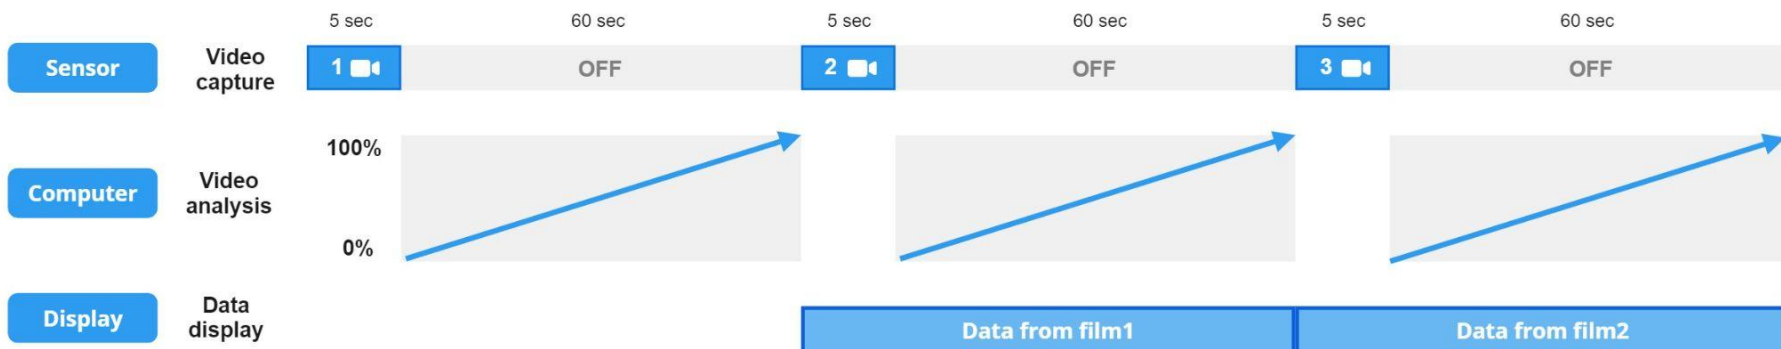 5 sec 60 sec 5 sec 60 sec 5 sec 60 sec
Sensor Video capture 1 OFF 2 OFF 3 OFF
100%
Computer Video analysis
0%
Display Data display Data from film1 Data from film2